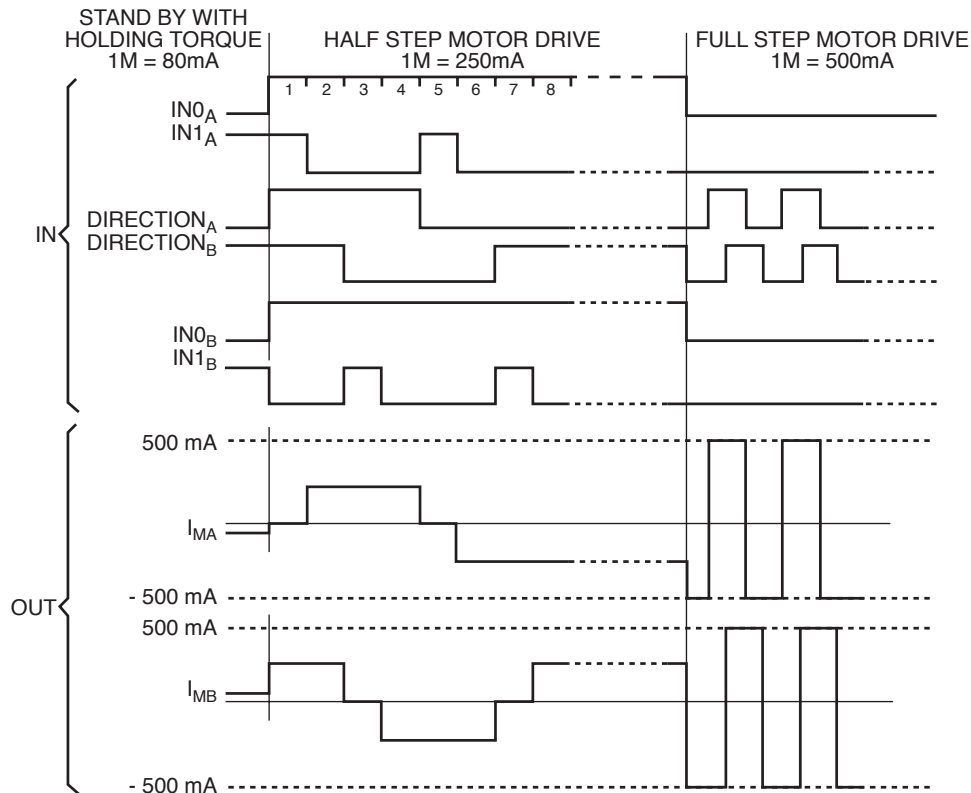 STAND BY WITH
HOLDING TORQUE
1M = 80mA
HALF STEP MOTOR DRIVE
1M = 250mA
FULL STEP MOTOR DRIVE
1M = 500mA
1 2 3 4 5 6 7 8
IN0A
IN1A
DIRECTIONA
IN
DIRECTIONB
IN0B
IN1B
500 mA
IMA
- 500 mA
OUT
500 mA
IMB
- 500 mA